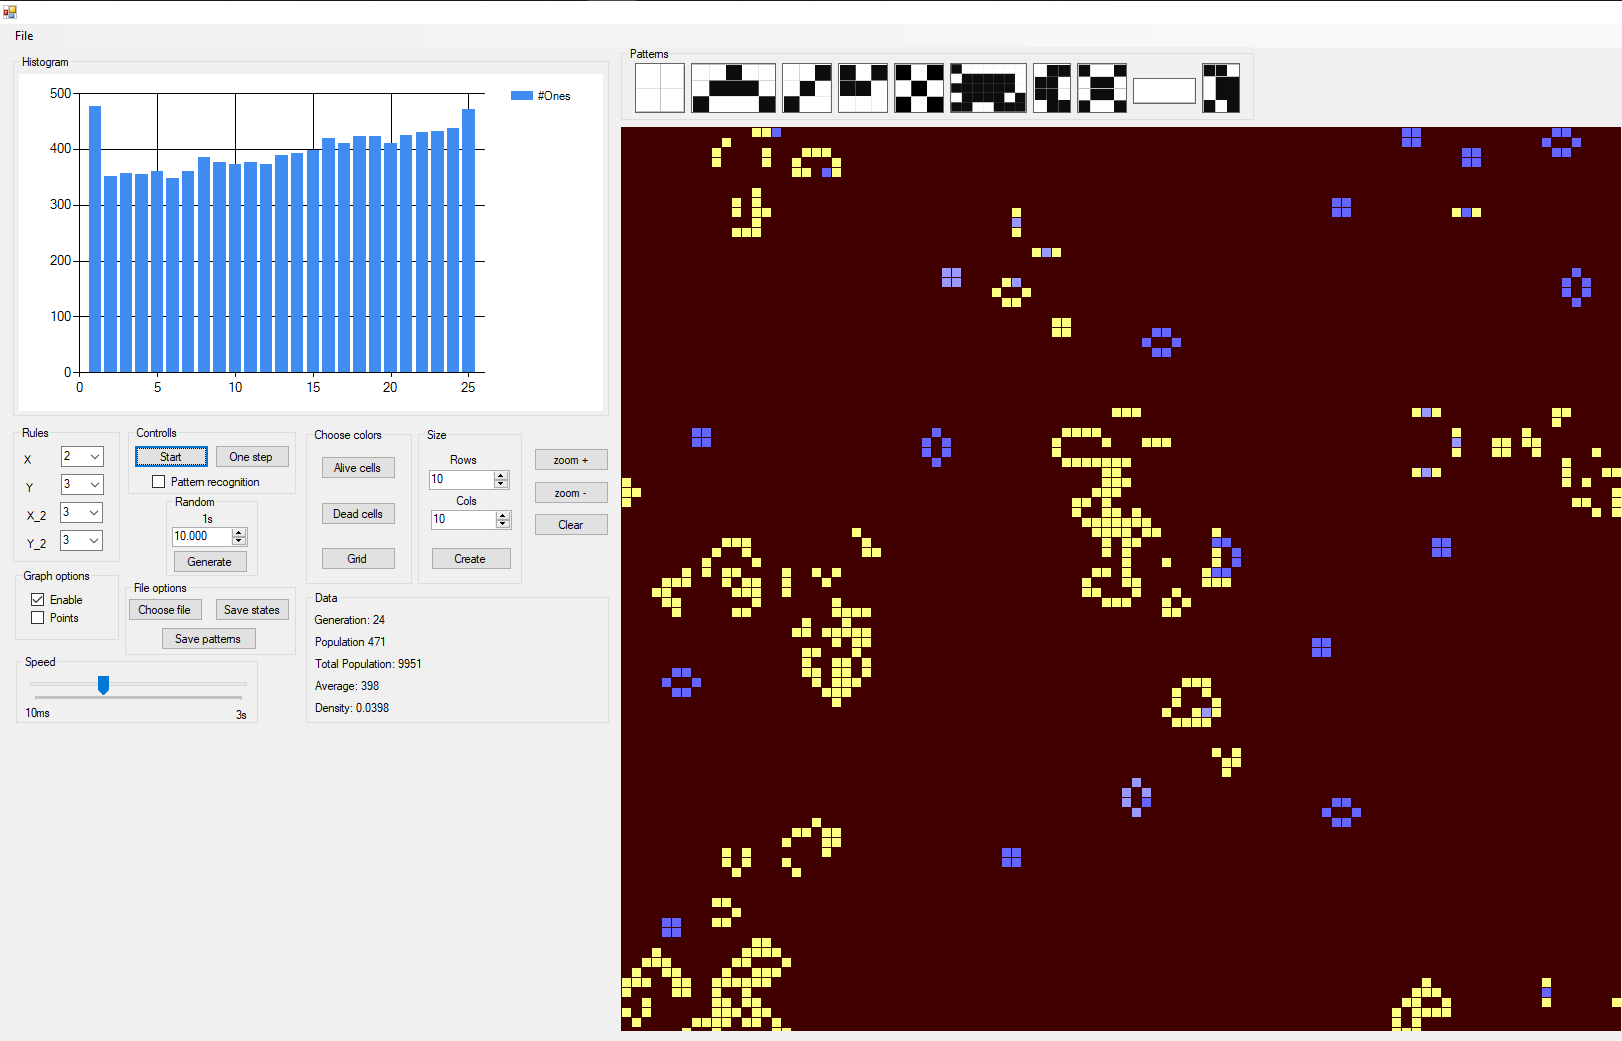 File
Histogram
500
400
300
200
100
0
0 5 10 15 20 25
#Ones
Patterns
Rules
X 2
Y 3
X_2 3
Y_2 3
Controlls
Start One step
Pattern recognition
Random
1s
10.000
Generate
Choose colors
Alive cells
Dead cells
Grid
Size
Rows
10
Cols
10
Create
zoom +
zoom -
Clear
Graph options
Enable
Points
File options
Choose file Save states
Save patterns
Speed
10ms 3s
Data
Generation: 24
Population 471
Total Population: 9951
Average: 398
Density: 0.0398